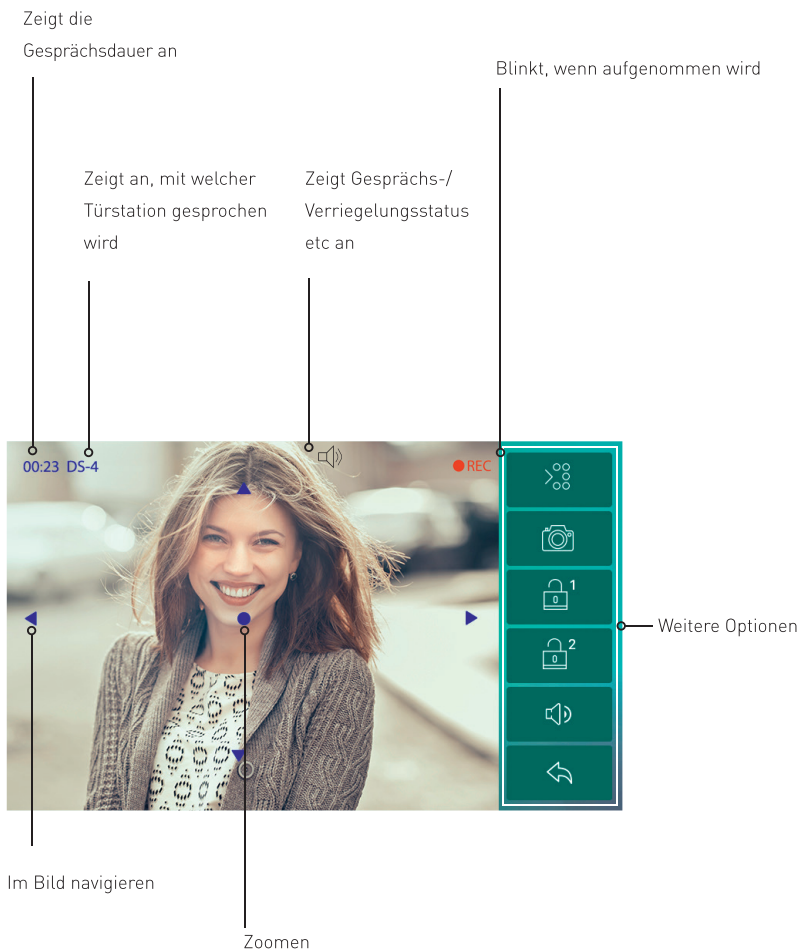 Zeigt die
Gesprächsdauer an
Blinkt, wenn aufgenommen wird
Zeigt an, mit welcher
Türstation gesprochen
wird
Zeigt Gesprächs-/
Verriegelungsstatus
etc an
00:23 DS-4
REC
1
2
Weitere Optionen
Im Bild navigieren
Zoomen